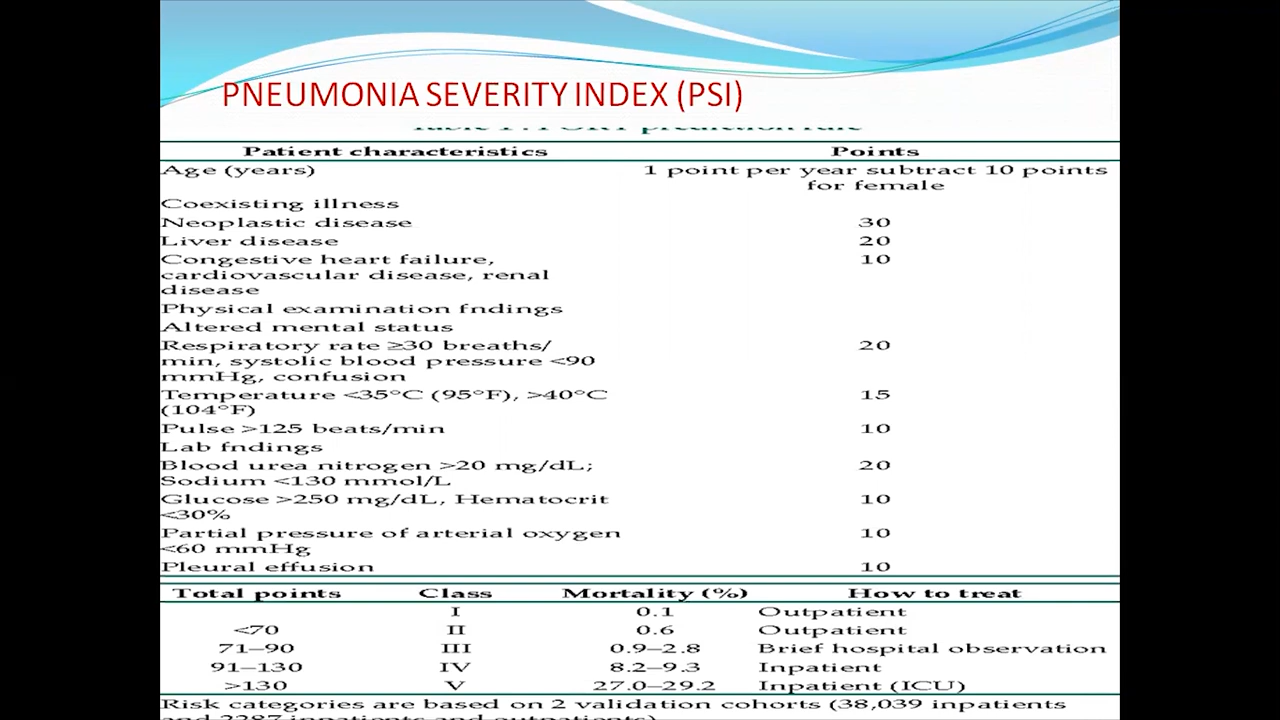 PNEUMONIA SEVERITY INDEX (PSI)
Patient characteristics Points
Age (years) 1 point per year subtract 10 points
for female
Coexisting illness
Neoplastic disease 30
Liver disease 20
Congestive heart failure, 10
cardiovascular disease, renal
disease
Physical examination fndings
Altered mental status
Respiratory rate ≥30 breaths/ 20
min, systolic blood pressure <90
mmHg, confusion
Temperature <35°C (95°F), >40°C 15
(104°F)
Pulse >125 beats/min 10
Lab fndings
Blood urea nitrogen >20 mg/dL; 20
Sodium <130 mmol/L
Glucose >250 mg/dL, Hematocrit 10
<30%
Partial pressure of arterial oxygen 10
<60 mmHg
Pleural effusion 10
Total points Class Mortality (%) How to treat
I 0.1 Outpatient
<70 II 0.6 Outpatient
71–90 III 0.9–2.8 Brief hospital observation
91–130 IV 8.2–9.3 Inpatient
>130 V 27.0–29.2 Inpatient (ICU)
Risk categories are based on 2 validation cohorts (38,039 inpatients
and 2287 inpatients and outpatients)